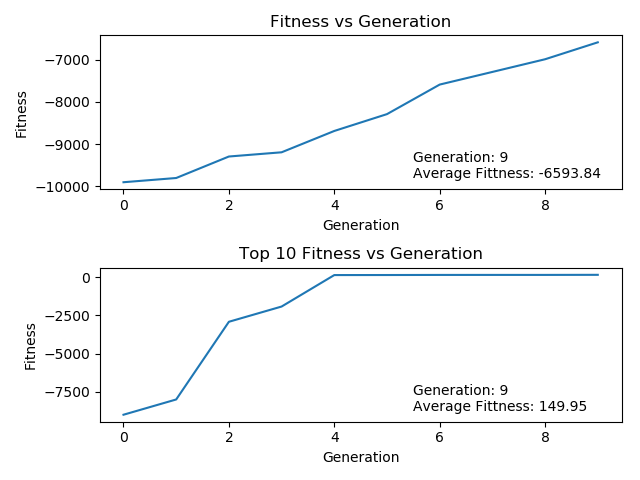 Fitness vs Generation
−7000
−8000
−9000
−10000
Fitness
Generation: 9
Average Fittness: -6593.84
0 2 4 6 8
Generation
Top 10 Fitness vs Generation
0
−2500
−5000
−7500
Fitness
Generation: 9
Average Fittness: 149.95
0 2 4 6 8
Generation